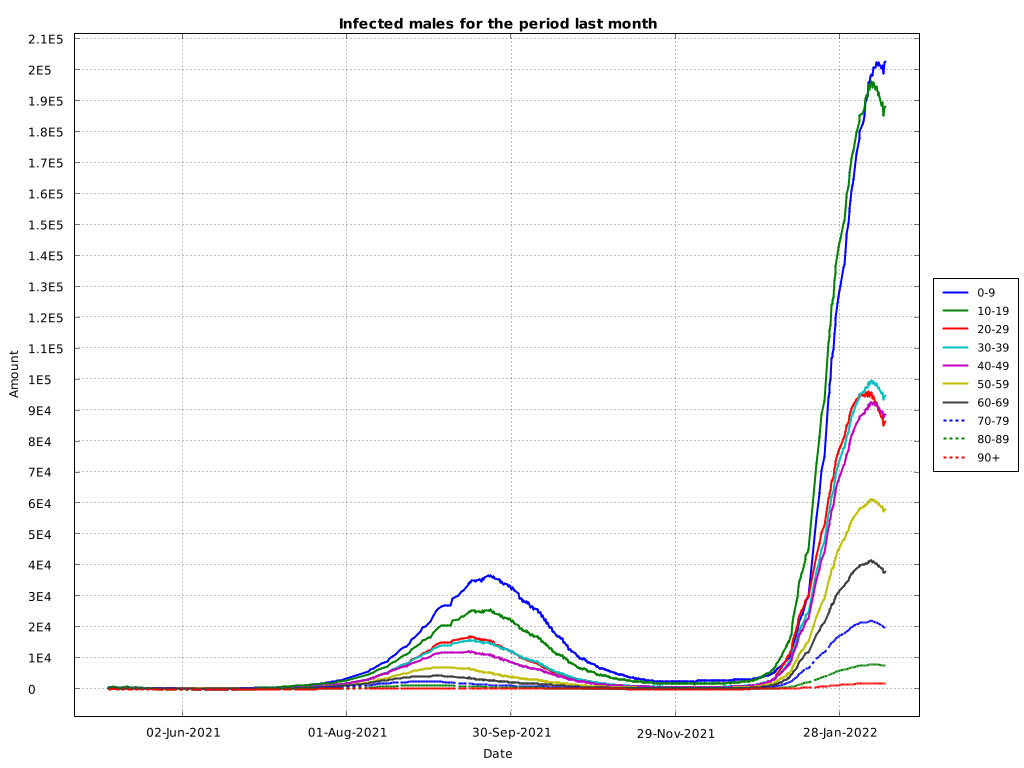 Infected males for the period last month
2.1E5
2E5
1.9E5
1.8E5
1.7E5
1.6E5
1.5E5
1.4E5
1.3E5
1.2E5
1.1E5
1E5
9E4
8E4
7E4
6E4
5E4
4E4
3E4
2E4
1E4
0
Amount
02-Jun-2021
01-Aug-2021
30-Sep-2021
29-Nov-2021
28-Jan-2022
Date
0-9
10-19
20-29
30-39
40-49
50-59
60-69
70-79
80-89
90+